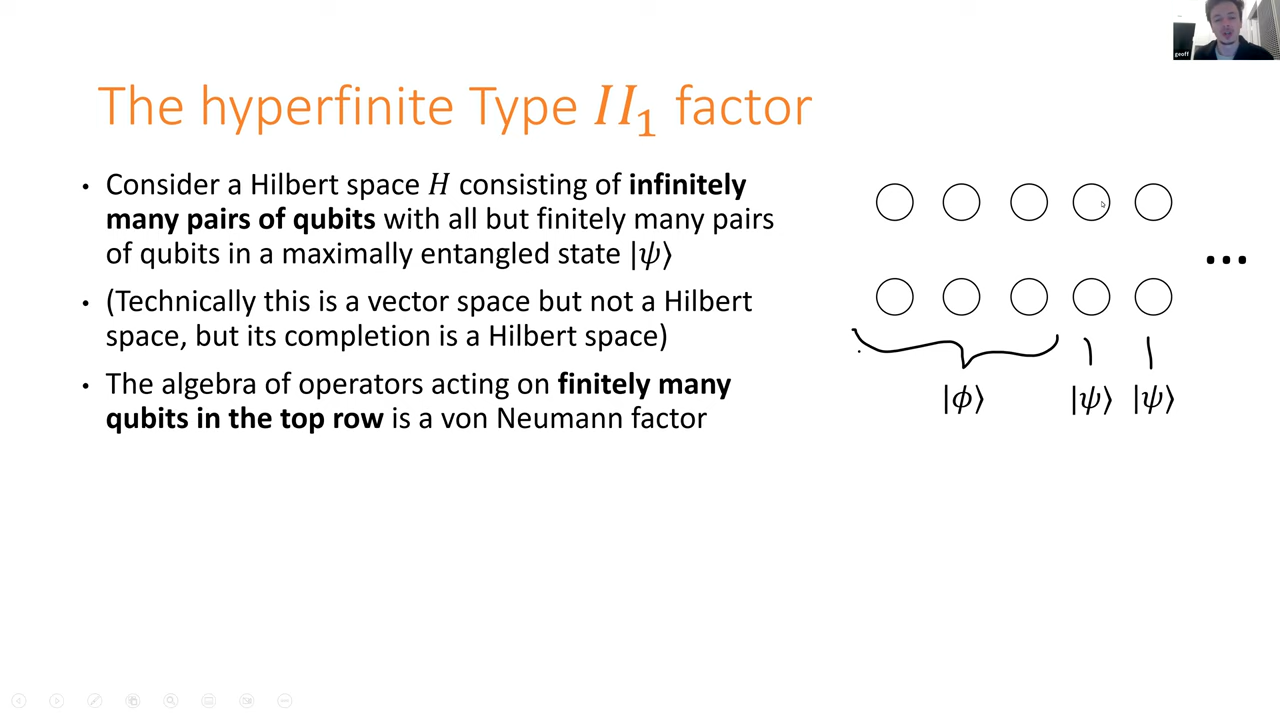 geoff
The hyperfinite Type 𝐼𝐼₁ factor
• Consider a Hilbert space 𝐻 consisting of infinitely
many pairs of qubits with all but finitely many pairs
of qubits in a maximally entangled state |𝜓⟩
• (Technically this is a vector space but not a Hilbert
space, but its completion is a Hilbert space)
• The algebra of operators acting on finitely many
qubits in the top row is a von Neumann factor
...
|𝜙⟩ |𝜓⟩ |𝜓⟩